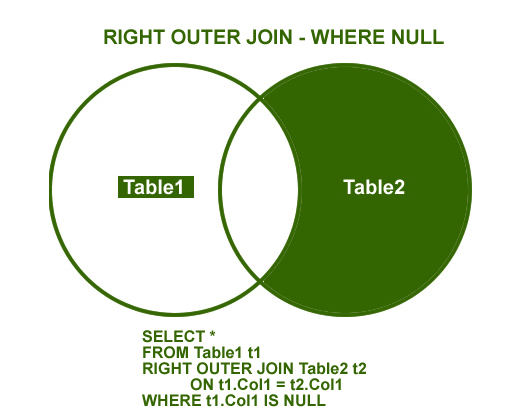 RIGHT OUTER JOIN - WHERE NULL
Table1
Table2
SELECT *
FROM Table1 t1
RIGHT OUTER JOIN Table2 t2
ON t1.Col1 = t2.Col1
WHERE t1.Col1 IS NULL